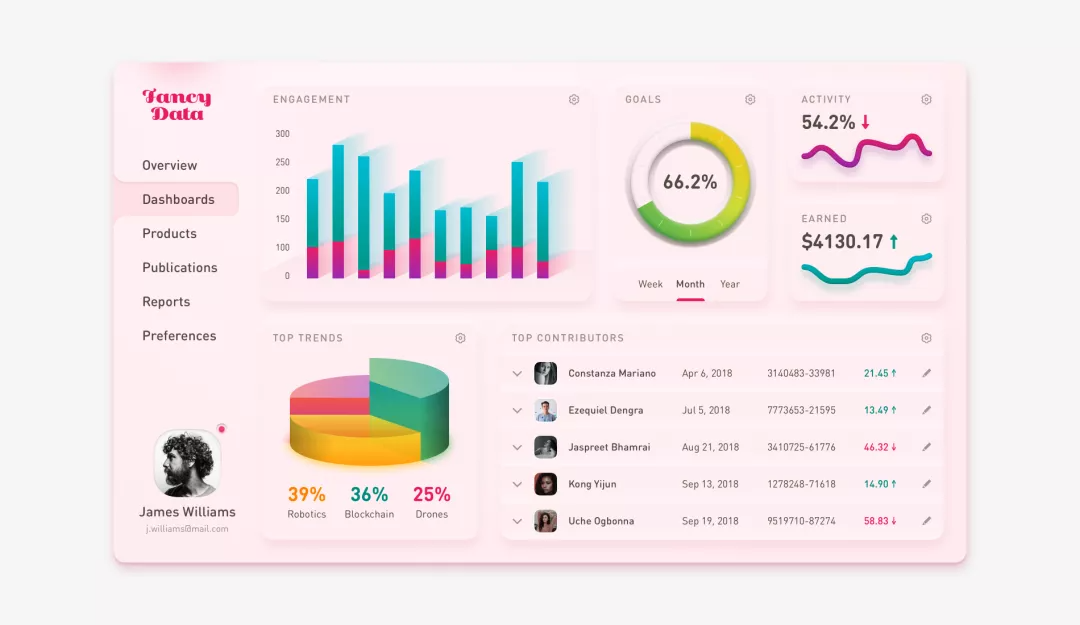 Fancy
Data
Overview
Dashboards
Products
Publications
Reports
Preferences
James Williams
j.williams@mail.com
ENGAGEMENT
300
250
200
150
100
0
GOALS
66.2%
Week Month Year
ACTIVITY
54.2%
EARNED
$4130.17
TOP TRENDS
39% 36% 25%
Robotics Blockchain Drones
TOP CONTRIBUTORS
Constanza Mariano Apr 6, 2018 3140483-33981 21.45 ↑
Ezequiel Dengra Jul 5, 2018 7773653-21595 13.49 ↑
Jaspreet Bhamrai Aug 21, 2018 3410725-61776 46.32 ↓
Kong Yijun Sep 13, 2018 1278248-71618 14.90 ↑
Uche Ogbonna Sep 19, 2018 9519710-87274 58.83 ↓